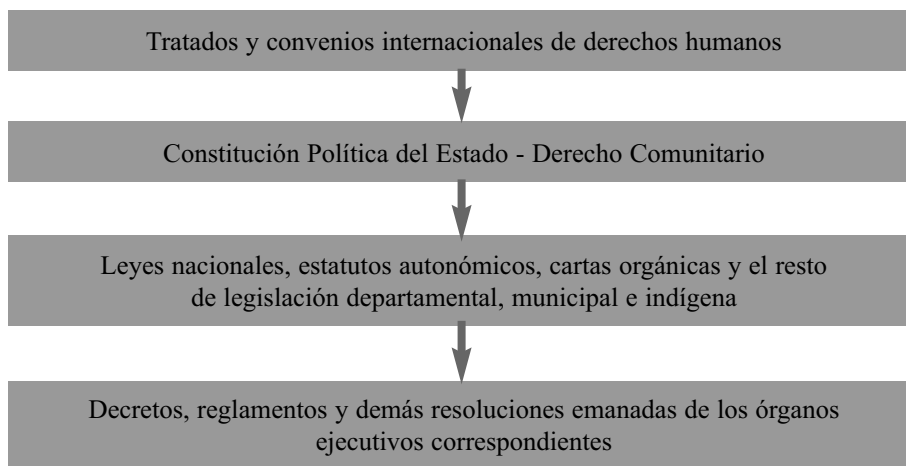 Tratados y convenios internacionales de derechos humanos
Constitución Política del Estado - Derecho Comunitario
Leyes nacionales, estatutos autonómicos, cartas orgánicas y el resto
de legislación departamental, municipal e indígena
Decretos, reglamentos y demás resoluciones emanadas de los órganos
ejecutivos correspondientes